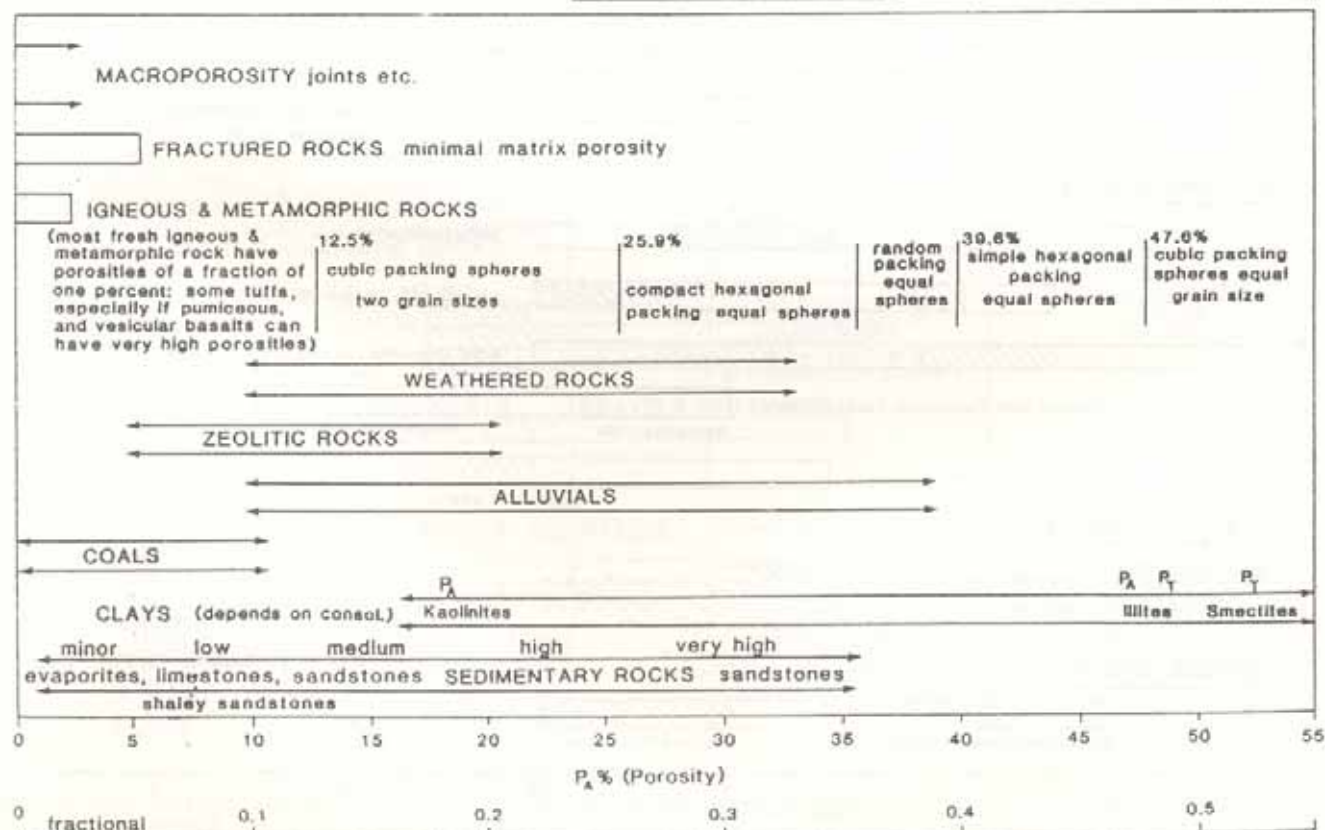 MACROPOROSITY joints etc.
FRACTURED ROCKS minimal matrix porosity
IGNEOUS & METAMORPHIC ROCKS
(most fresh igneous &
metamorphic rock have
porosities of a fraction of
one percent: some tuffs,
especially if pumiceous,
and vesicular basalts can
have very high porosities)
12.5%
cubic packing spheres
two grain sizes
25.9%
compact hexagonal
packing equal spheres
random
packing
equal
spheres
39.6%
simple hexagonal
packing
equal spheres
47.6%
cubic packing
spheres equal
grain size
WEATHERED ROCKS
ZEOLITIC ROCKS
ALLUVIALS
COALS
P_A P_A P_T P_T
CLAYS (depends on consol.) Kaolinites Illites Smectites
minor low medium high very high
evaporites, limestones, sandstones SEDIMENTARY ROCKS sandstones
shaley sandstones
0 5 10 15 20 25 30 35 40 45 50 55
P_A % (Porosity)
0 0.1 0.2 0.3 0.4 0.5
fractional